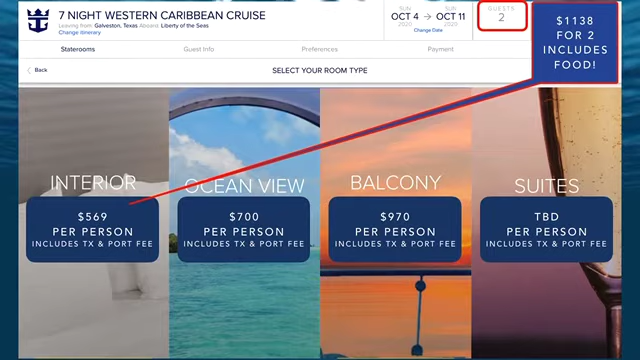 7 NIGHT WESTERN CARIBBEAN CRUISE
Leaving from Galveston, Texas Aboard Liberty of the Seas
Change itinerary
SUN
OCT 4 → OCT 11
SUN
2020
2020
Change Date
GUESTS
2
$1138
FOR 2
INCLUDES
FOOD!
Staterooms
Guest Info
Preferences
Payment
Back
SELECT YOUR ROOM TYPE
INTERIOR
$569
PER PERSON
INCLUDES TX & PORT FEE
OCEAN VIEW
$700
PER PERSON
INCLUDES TX & PORT FEE
BALCONY
$970
PER PERSON
INCLUDES TX & PORT FEE
SUITES
TBD
PER PERSON
INCLUDES TX & PORT FEE